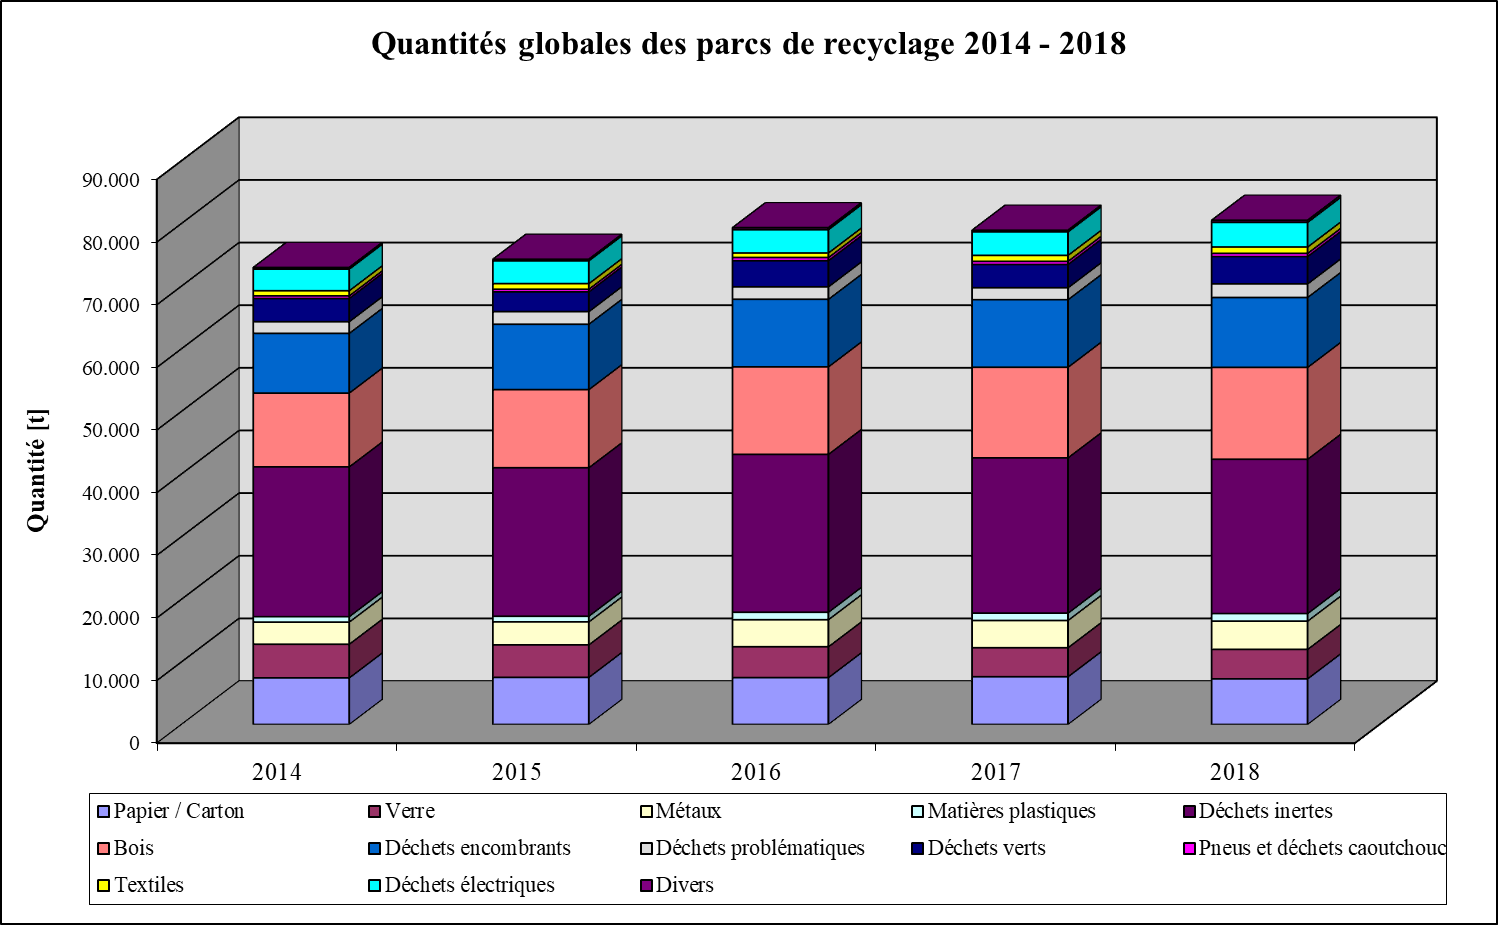 Quantités globales des parcs de recyclage 2014 - 2018
Quantité [t]
90.000
80.000
70.000
60.000
50.000
40.000
30.000
20.000
10.000
0
2014 2015 2016 2017 2018
Papier / Carton Verre Métaux Matières plastiques Déchets inertes
Bois Déchets encombrants Déchets problématiques Déchets verts Pneus et déchets caoutchouc
Textiles Déchets électriques Divers